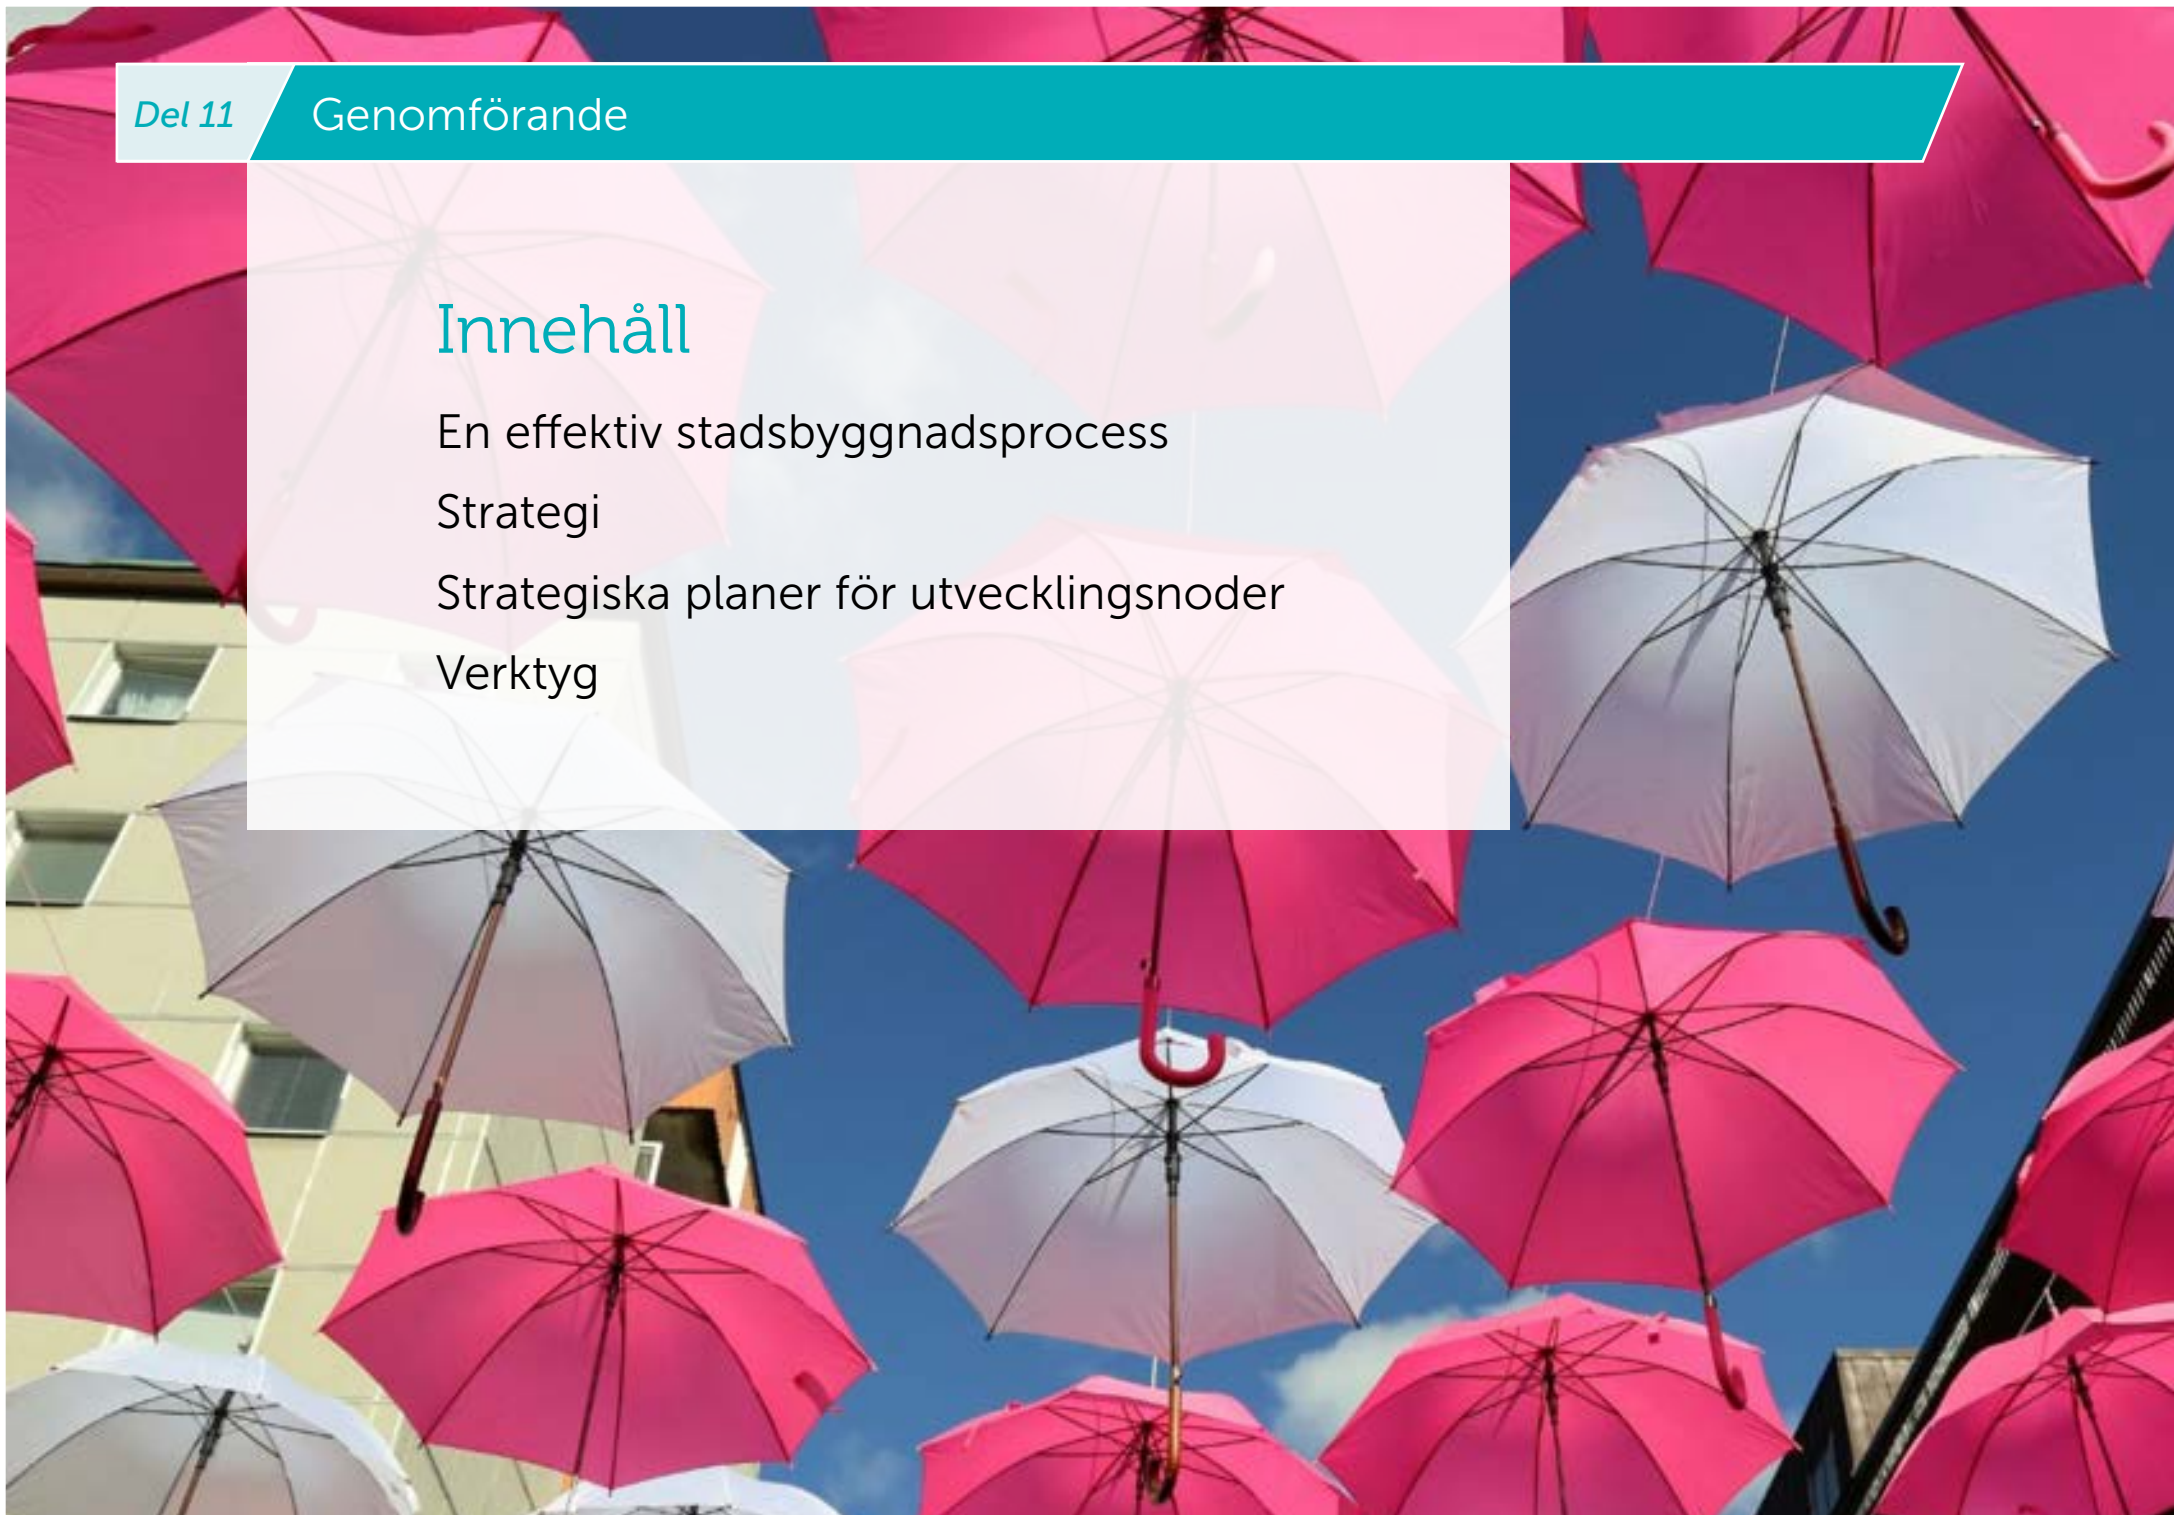 Del 11 Genomförande
Innehåll
En effektiv stadsbyggnadsprocess
Strategi
Strategiska planer för utvecklingsnoder
Verktyg